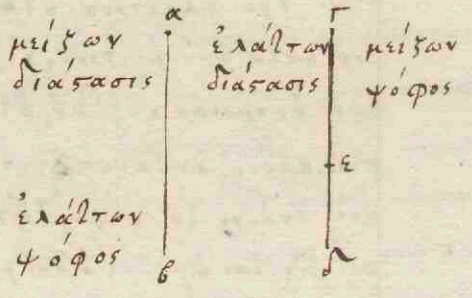 α
μείζων
διάστασις
ἐλάττων
ψόφος
β
Γ
ἐλάττων
διάστασις
μείζων
ψόφος
ε
δ